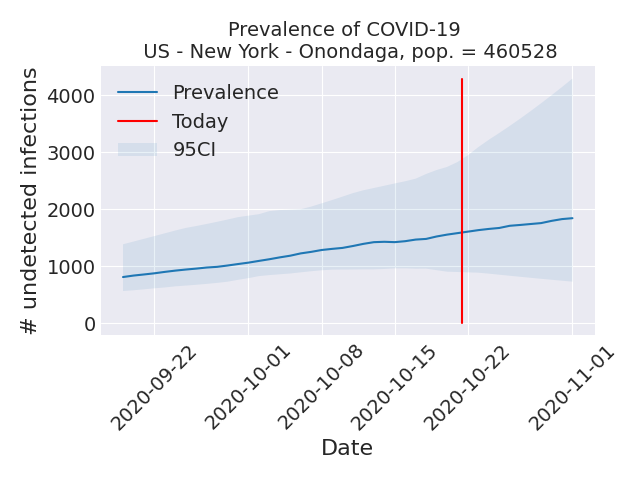 Prevalence of COVID-19
US - New York - Onondaga, pop. = 460528
# undetected infections
4000
3000
2000
1000
0
Prevalence
Today
95CI
2020-09-22
2020-10-01
2020-10-08
2020-10-15
2020-10-22
2020-11-01
Date